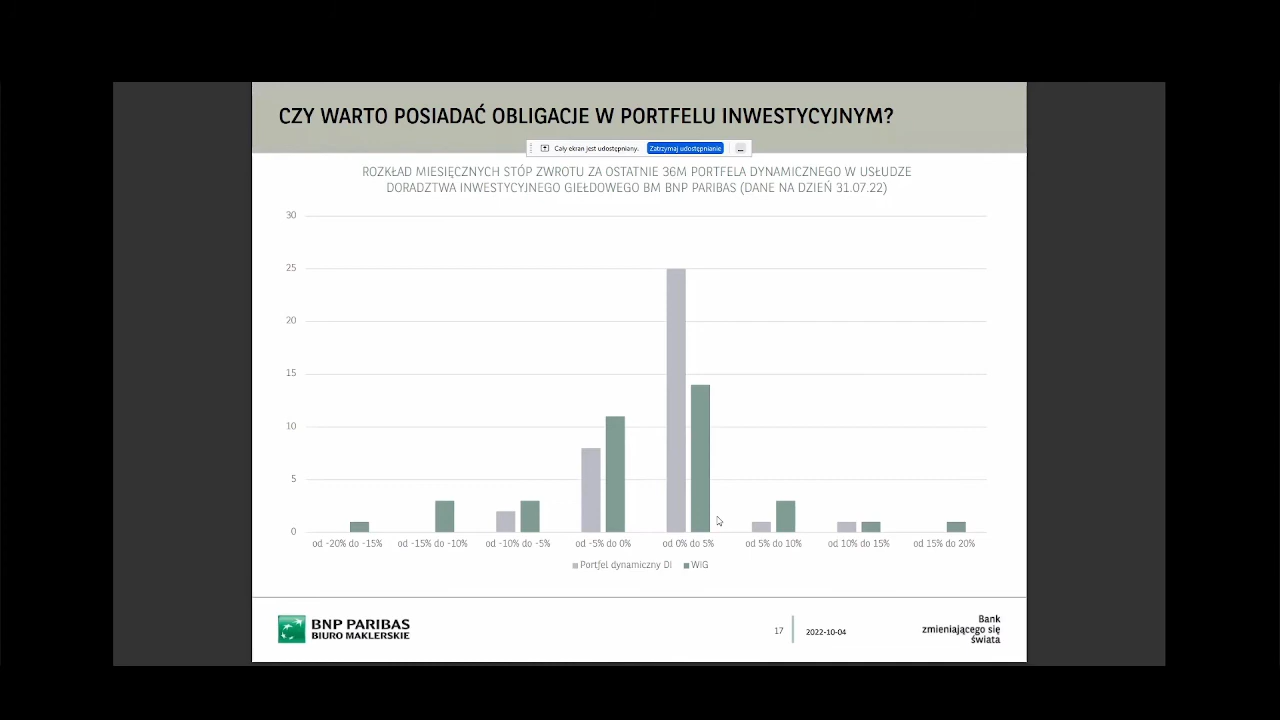 CZY WARTO POSIADAĆ OBLIGACJE W PORTFELU INWESTYCYJNYM?
Cały ekran jest udostępniany.
Zatrzymaj udostępnianie
ROZKŁAD MIESIĘCZNYCH STÓP ZWROTU ZA OSTATNIE 36M PORTFELA DYNAMICZNEGO W USŁUDZE
DORADZTWA INWESTYCYJNEGO GIEŁDOWEGO BM BNP PARIBAS (DANE NA DZIEŃ 31.07.22)
30
25
20
15
10
5
0
od -20% do -15%
od -15% do -10%
od -10% do -5%
od -5% do 0%
od 0% do 5%
od 5% do 10%
od 10% do 15%
od 15% do 20%
Portfel dynamiczny DI
WIG
BNP PARIBAS
BIURO MAKLERSKIE
17
2022-10-04
Bank
zmieniającego się
świata